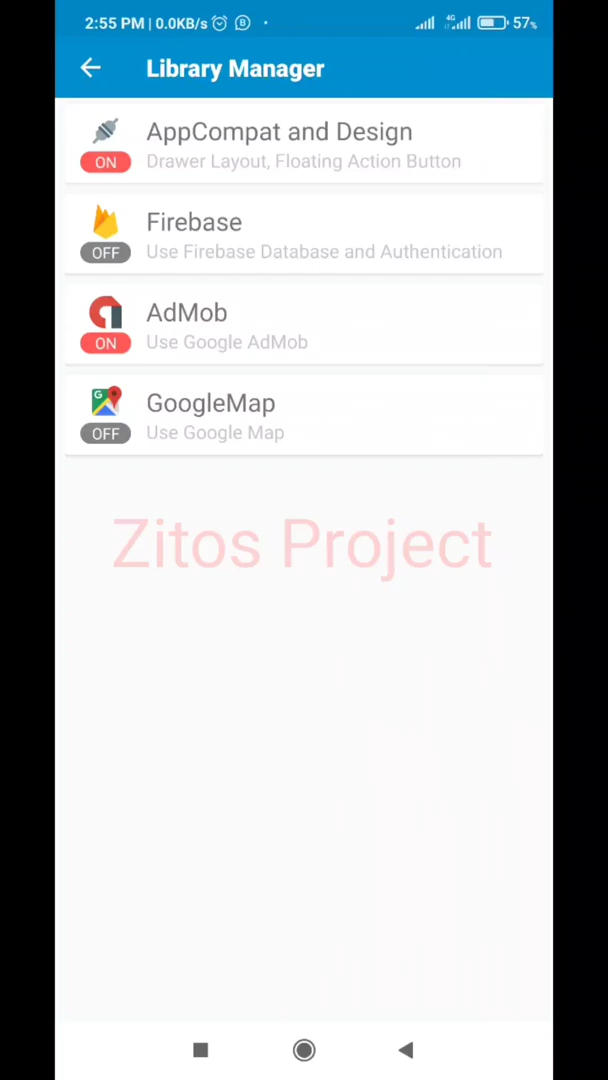 2:55 PM | 0.0KB/s B 4G 57%
Library Manager
AppCompat and Design
ON
Drawer Layout, Floating Action Button
Firebase
OFF
Use Firebase Database and Authentication
AdMob
ON
Use Google AdMob
G
GoogleMap
OFF
Use Google Map
Zitos Project